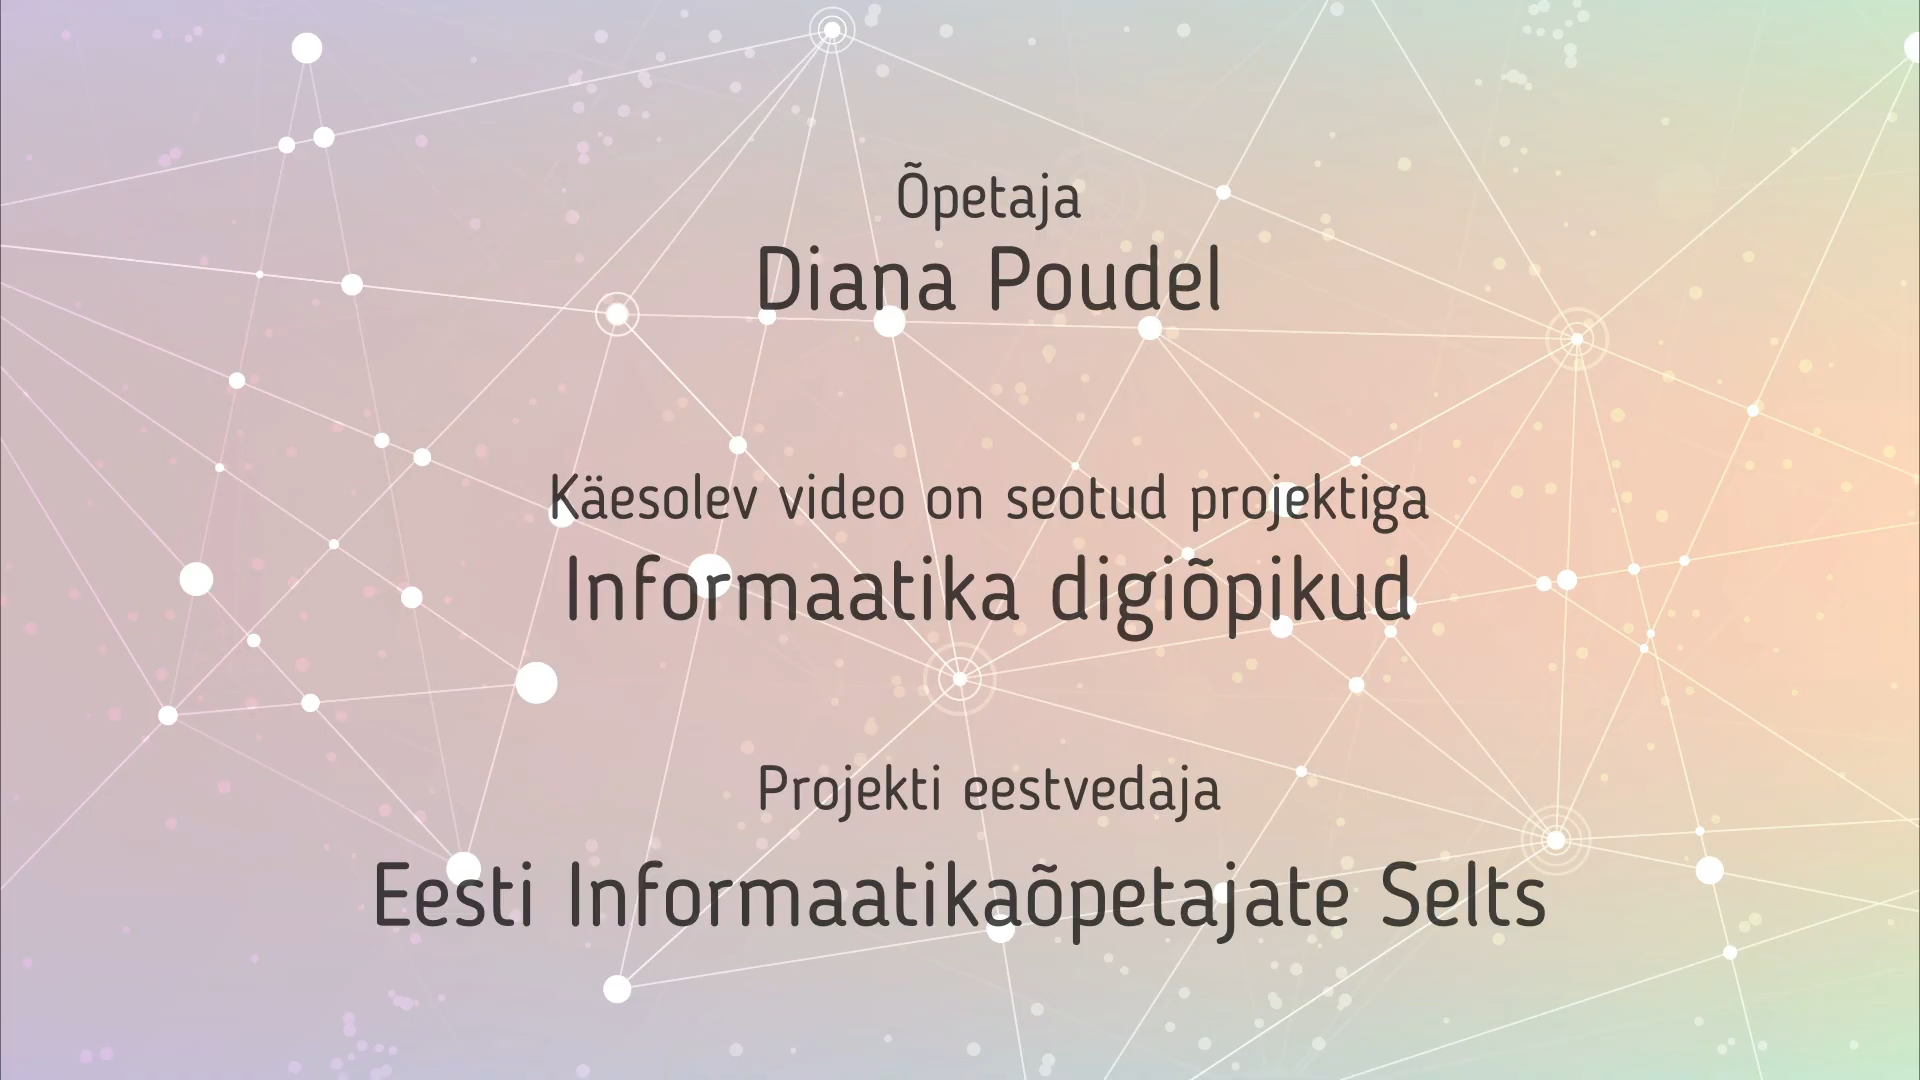 Õpetaja
Diana Poudel
Käesolev video on seotud projektiga
Informaatika digiõpikud
Projekti eestvedaja
Eesti Informaatikaõpetajate Selts